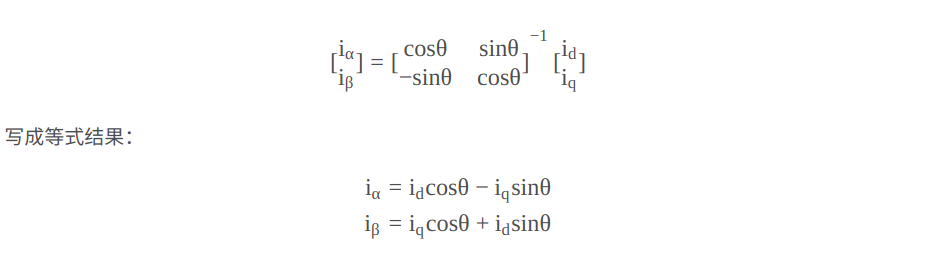 [iα iβ] = [cosθ sinθ −sinθ cosθ]−1 [id iq]
写成等式结果：
iα = idcosθ − iqsinθ
iβ = iqcosθ + idsinθ